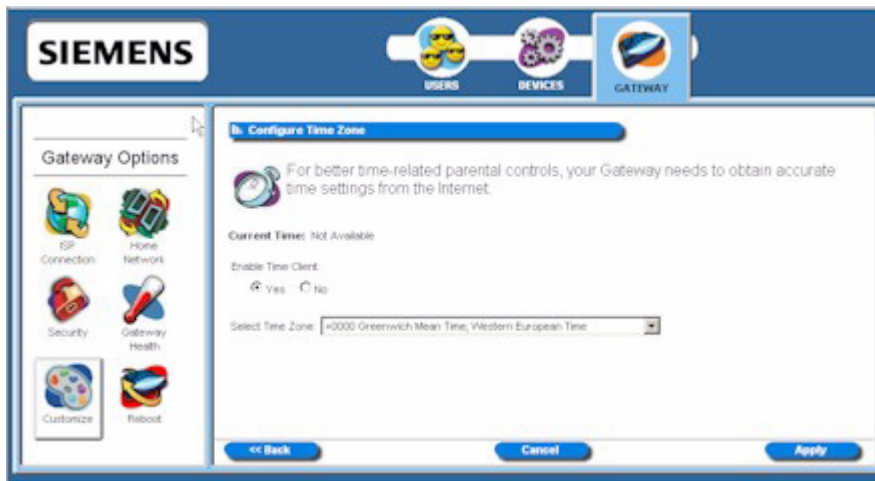 SIEMENS
USERS
DEVICES
GATEWAY
Gateway Options
ISP
Connection
Home
Network
Security
Gateway
Health
Customize
Reboot
Configure Time Zone
For better time-related parental controls, your Gateway needs to obtain accurate
time settings from the Internet.
Current Time: Not Available
Enable Time Client:
Yes No
Select Time Zone: +0000 Greenwich Mean Time; Western European Time
<< Back
Cancel
Apply